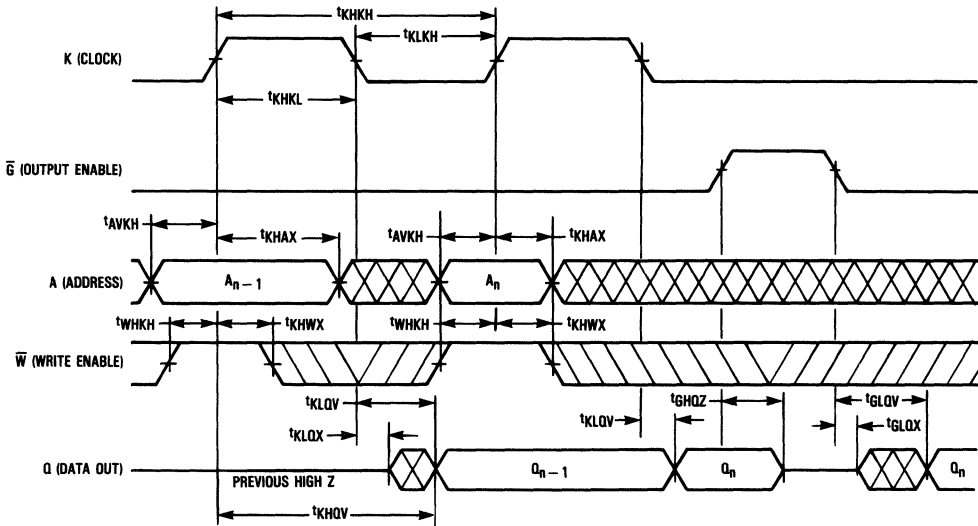 tKHKH
tKLKH
K (CLOCK)
tKHKL
G̅ (OUTPUT ENABLE)
tAVKH
tKHAX
tAVKH
tKHAX
A (ADDRESS)
An – 1
An
tWHKH
tKHWX
tWHKH
tKHWX
W̅ (WRITE ENABLE)
tKLQV
tGHQZ
tGLQV
tKLQX
tKLQV
tGLQX
Q (DATA OUT)
PREVIOUS HIGH Z
Qn – 1
Qn
Qn
tKHQV